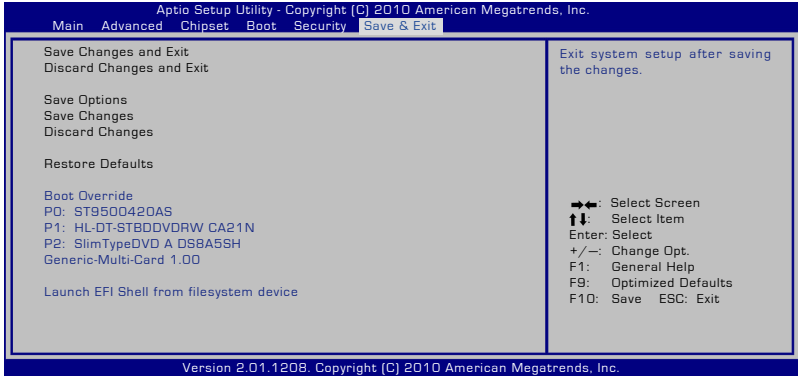 Aptio Setup Utility - Copyright (C) 2010 American Megatrends, Inc.
Main Advanced Chipset Boot Security Save & Exit
Save Changes and Exit
Discard Changes and Exit
Save Options
Save Changes
Discard Changes
Restore Defaults
Boot Override
P0: ST9500420AS
P1: HL-DT-STBDDVDRW CA21N
P2: SlimTypeDVD A DS8A5SH
Generic-Multi-Card 1.00
Launch EFI Shell from filesystem device
Exit system setup after saving
the changes.
→←: Select Screen
↑↓: Select Item
Enter: Select
+/—: Change Opt.
F1: General Help
F9: Optimized Defaults
F10: Save ESC: Exit
Version 2.01.1208. Copyright (C) 2010 American Megatrends, Inc.